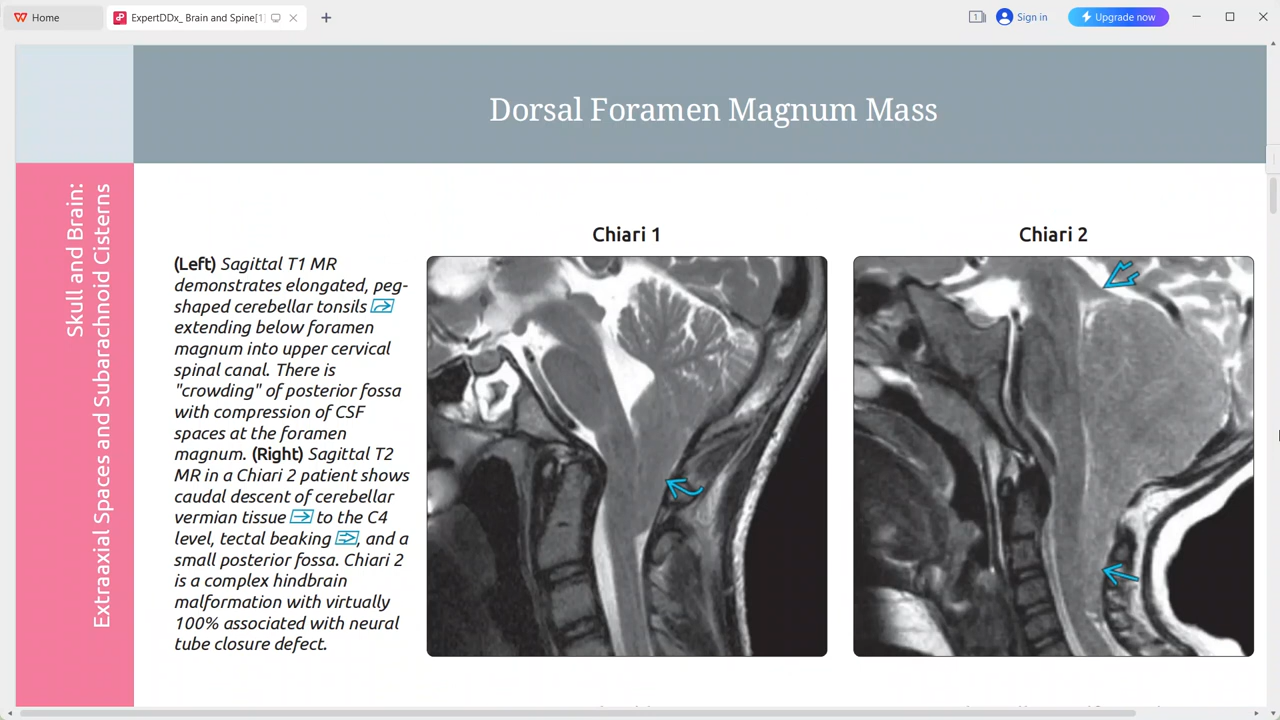 Home
ExpertDDx_ Brain and Spine[1]
1
Sign in
Upgrade now
Dorsal Foramen Magnum Mass
Skull and Brain:
Extraaxial Spaces and Subarachnoid Cisterns
(Left) Sagittal T1 MR
demonstrates elongated, peg-
shaped cerebellar tonsils
extending below foramen
magnum into upper cervical
spinal canal. There is
"crowding" of posterior fossa
with compression of CSF
spaces at the foramen
magnum. (Right) Sagittal T2
MR in a Chiari 2 patient shows
caudal descent of cerebellar
vermian tissue to the C4
level, tectal beaking , and a
small posterior fossa. Chiari 2
is a complex hindbrain
malformation with virtually
100% associated with neural
tube closure defect.
Chiari 1
Chiari 2